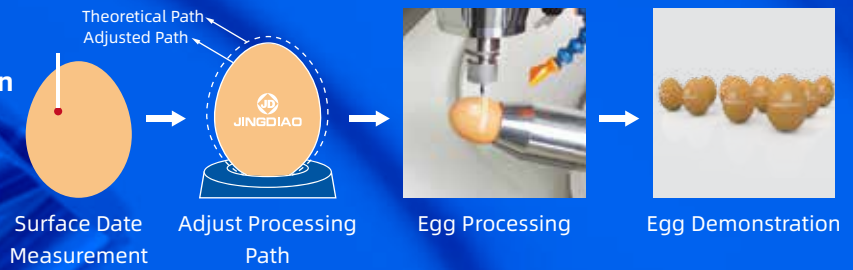 Theoretical Path
Adjusted Path
n
JD
JINGDIAO
Surface Date
Measurement
Adjust Processing
Path
Egg Processing
Egg Demonstration